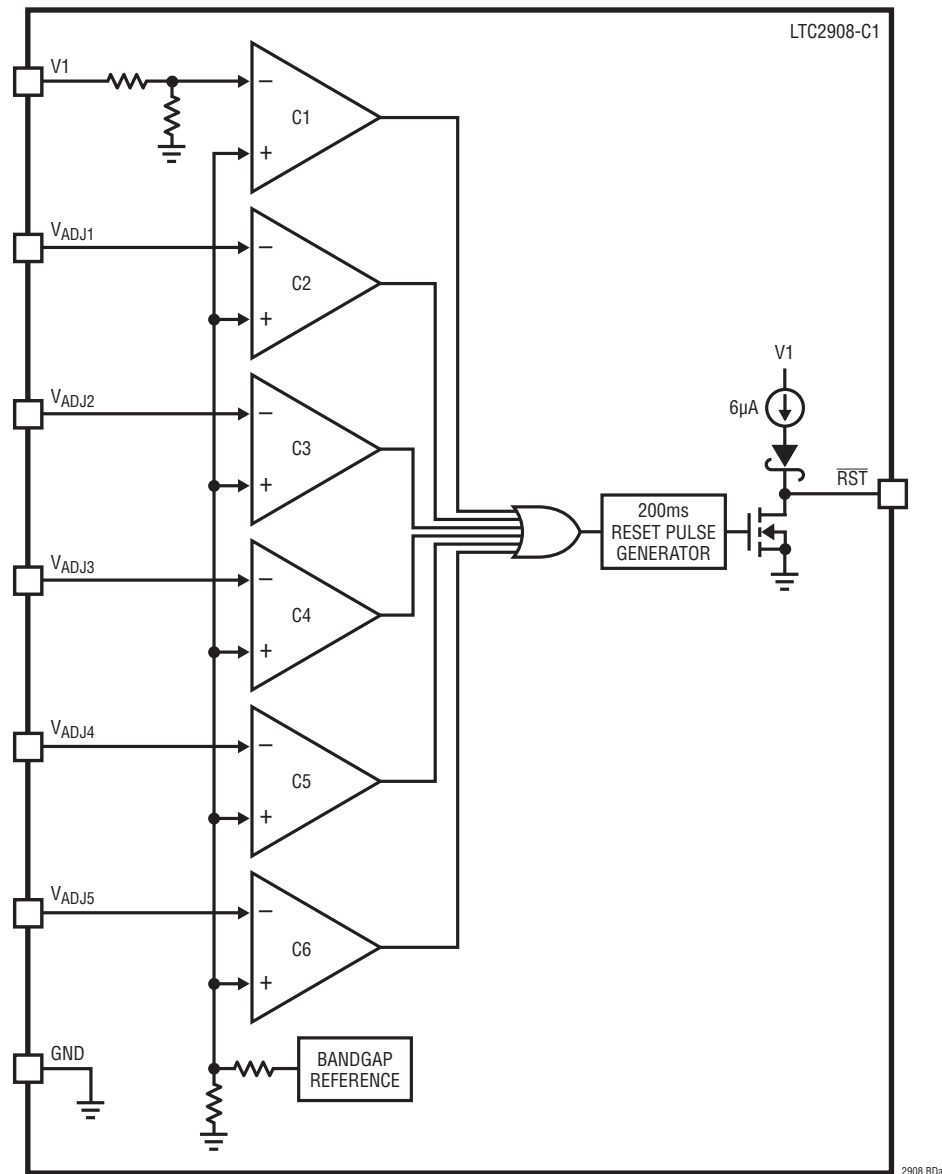 LTC2908-C1
V1
−
C1
+
VADJ1
−
C2
+
VADJ2
−
C3
+
V1
6µA
RST
VADJ3
−
C4
+
200ms
RESET PULSE
GENERATOR
VADJ4
−
C5
+
VADJ5
−
C6
+
GND
BANDGAP
REFERENCE
2908 BDa